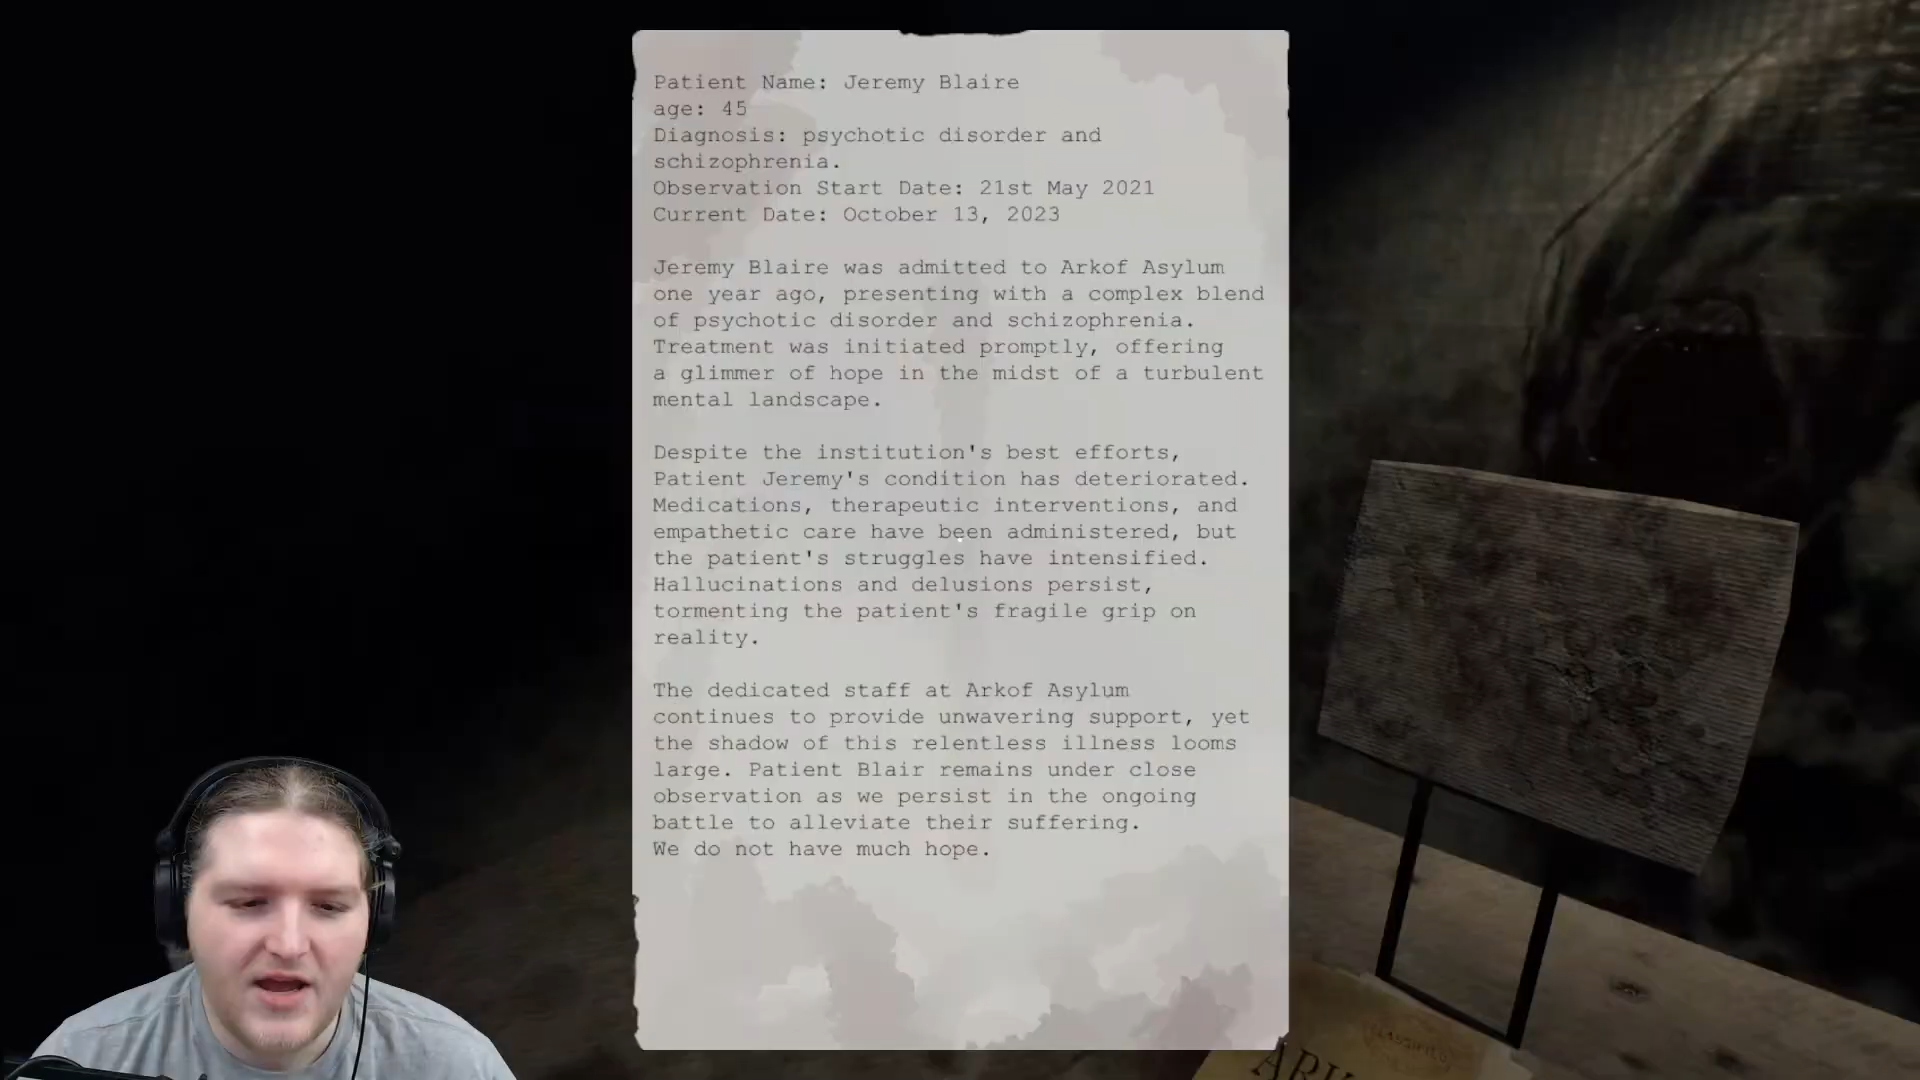 Patient Name: Jeremy Blaire
age: 45
Diagnosis: psychotic disorder and
schizophrenia.
Observation Start Date: 21st May 2021
Current Date: October 13, 2023
Jeremy Blaire was admitted to Arkof Asylum
one year ago, presenting with a complex blend
of psychotic disorder and schizophrenia.
Treatment was initiated promptly, offering
a glimmer of hope in the midst of a turbulent
mental landscape.
Despite the institution's best efforts,
Patient Jeremy's condition has deteriorated.
Medications, therapeutic interventions, and
empathetic care have been administered, but
the patient's struggles have intensified.
Hallucinations and delusions persist,
tormenting the patient's fragile grip on
reality.
The dedicated staff at Arkof Asylum
continues to provide unwavering support, yet
the shadow of this relentless illness looms
large. Patient Blair remains under close
observation as we persist in the ongoing
battle to alleviate their suffering.
We do not have much hope.
CLASSIFIED